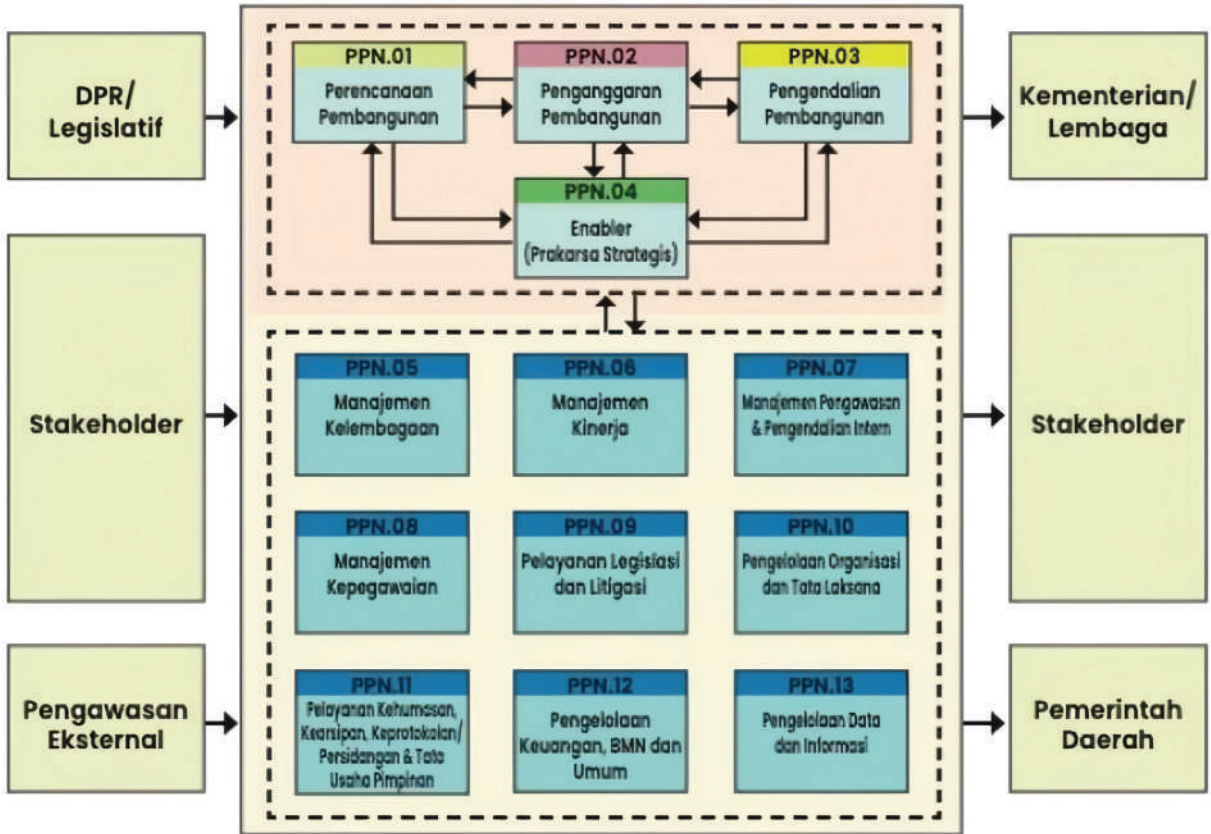 DPR/
Legislatif
Stakeholder
Pengawasan
Eksternal
PPN.01
Perencanaan
Pembangunan
PPN.02
Penganggaran
Pembangunan
PPN.03
Pengendalian
Pembangunan
PPN.04
Enabler
(Prakarsa Strategis)
PPN.05
Manajemen
Kelembagaan
PPN.06
Manajemen
Kinerja
PPN.07
Manajemen Pengawasan
& Pengendalian Intern
PPN.08
Manajemen
Kepegawaian
PPN.09
Pelayanan Legislasi
dan Litigasi
PPN.10
Pengelolaan Organisasi
dan Tata Laksana
PPN.11
Pelayanan Kehumasan,
Kearsipan, Keprotokolan/
Persidangan & Tata
Usaha Pimpinan
PPN.12
Pengelolaan
Keuangan, BMN dan
Umum
PPN.13
Pengelolaan Data
dan Informasi
Kementerian/
Lembaga
Stakeholder
Pemerintah
Daerah